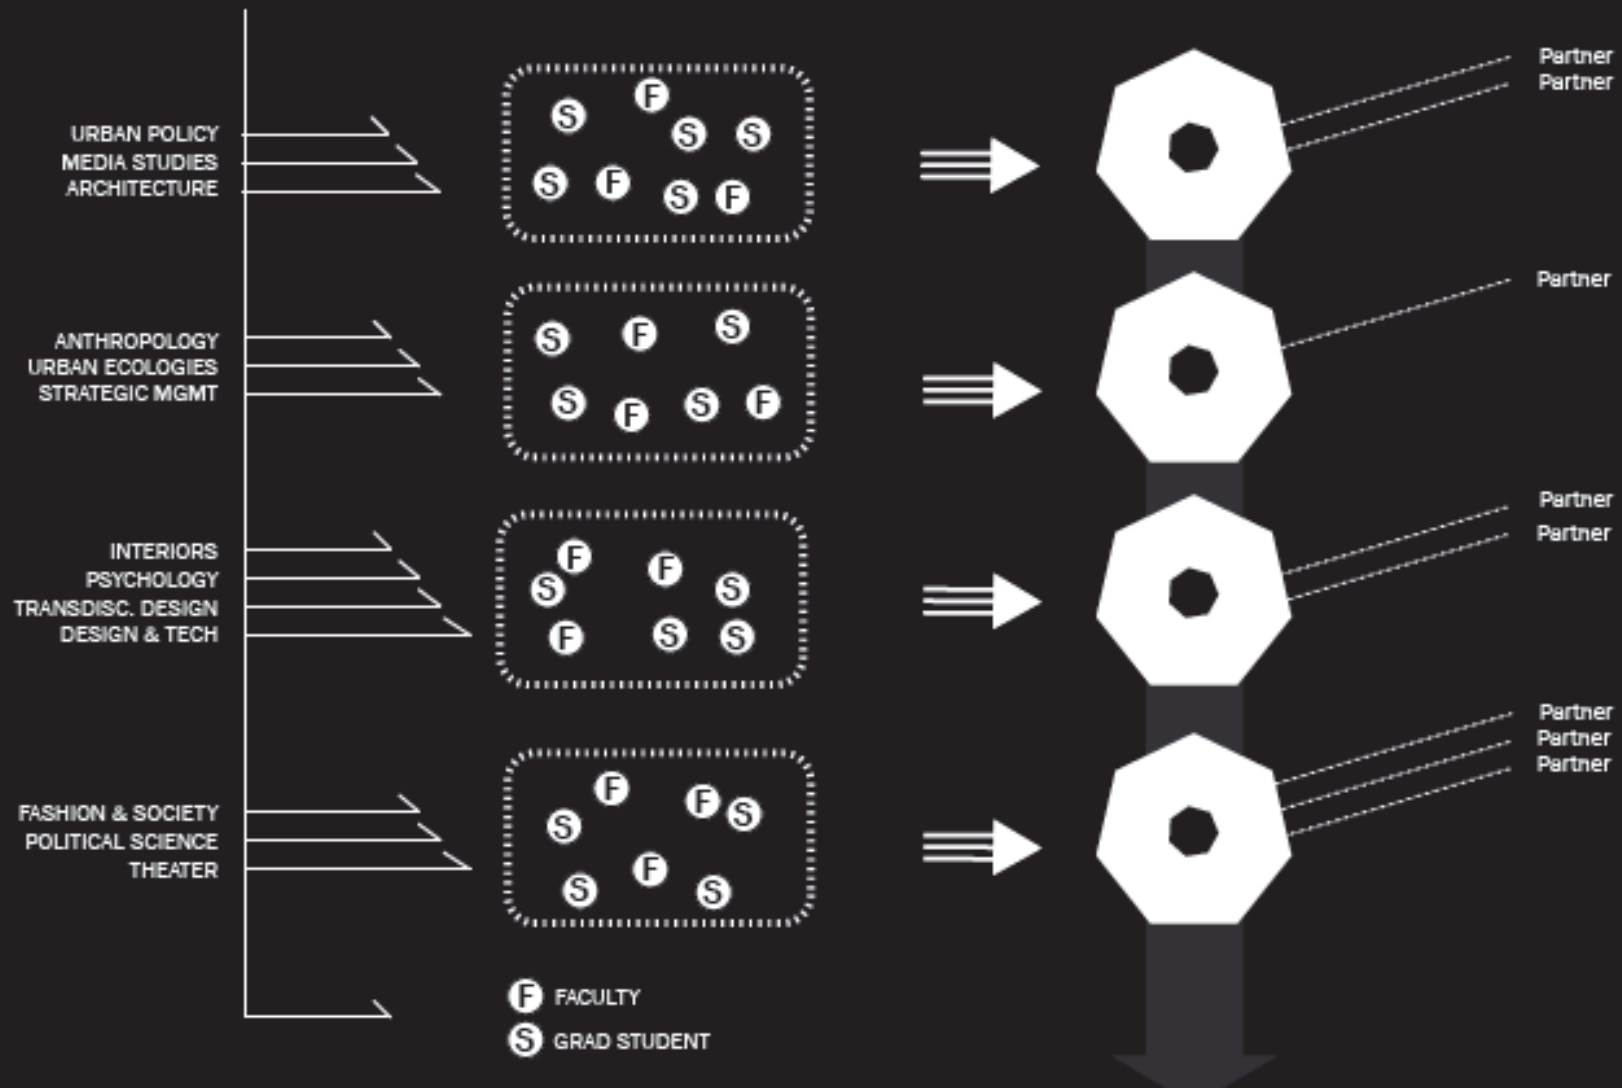 URBAN POLICY
MEDIA STUDIES
ARCHITECTURE
S F S S
S F S F
Partner
Partner
ANTHROPOLOGY
URBAN ECOLOGIES
STRATEGIC MGMT
S F S
S F S F
Partner
INTERIORS
PSYCHOLOGY
TRANSDISC. DESIGN
DESIGN & TECH
F F
S S
F S S
Partner
Partner
FASHION & SOCIETY
POLITICAL SCIENCE
THEATER
F F S
S
S F S
Partner
Partner
Partner
F FACULTY
S GRAD STUDENT